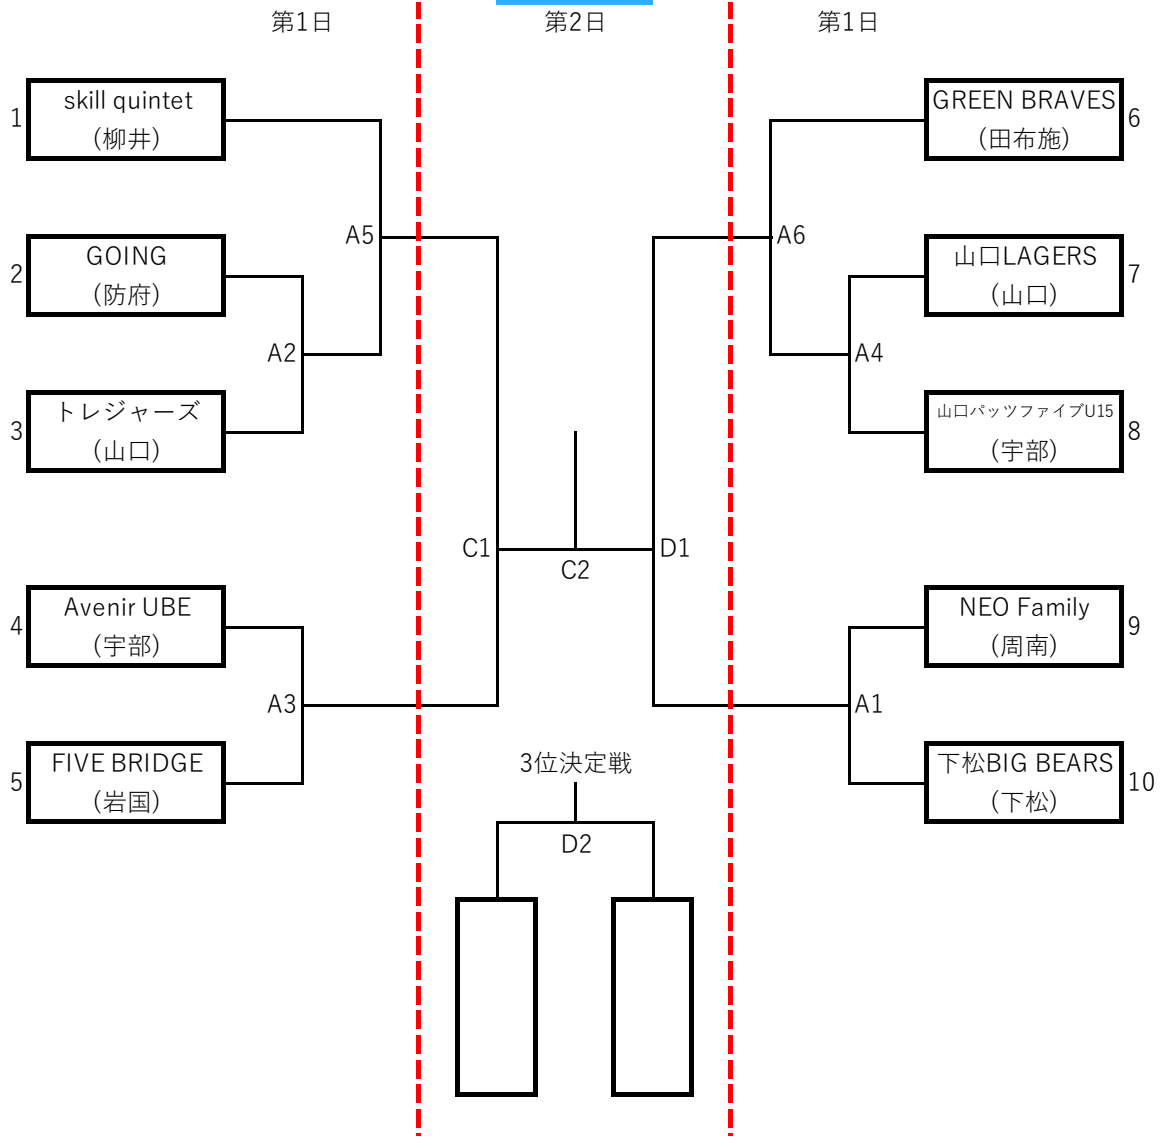 第1日
第2日
第1日
1
skill quintet
(柳井)
2
GOING
(防府)
3
トレジャーズ
(山口)
4
Avenir UBE
(宇部)
5
FIVE BRIDGE
(岩国)
A5
A2
A3
C1
C2
D1
3位決定戦
D2
A6
A4
A1
GREEN BRAVES
(田布施)
6
山口LAGERS
(山口)
7
山口パッツファイブU15
(宇部)
8
NEO Family
(周南)
9
下松BIG BEARS
(下松)
10